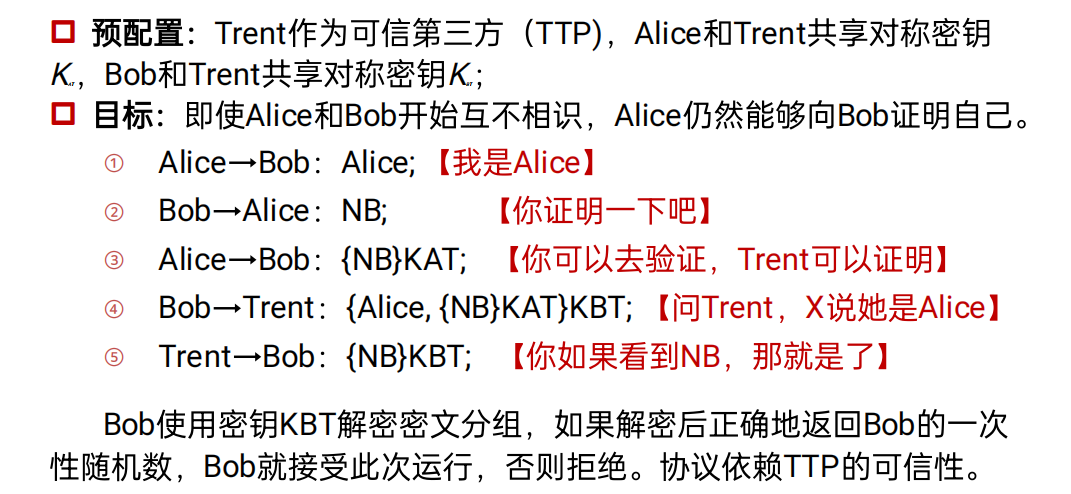 预配置：Trent作为可信第三方（TTP），Alice和Trent共享对称密钥
K，Bob和Trent共享对称密钥K；
目标：即使Alice和Bob开始互不相识，Alice仍然能够向Bob证明自己。
① Alice→Bob：Alice;【我是Alice】
② Bob→Alice：NB; 【你证明一下吧】
③ Alice→Bob：{NB}KAT; 【你可以去验证，Trent可以证明】
④ Bob→Trent：{Alice, {NB}KAT}KBT;【问Trent，X说她是Alice】
⑤ Trent→Bob：{NB}KBT; 【你如果看到NB，那就是了】
Bob使用密钥KBT解密密文分组，如果解密后正确地返回Bob的一次
性随机数，Bob就接受此次运行，否则拒绝。协议依赖TTP的可信性。